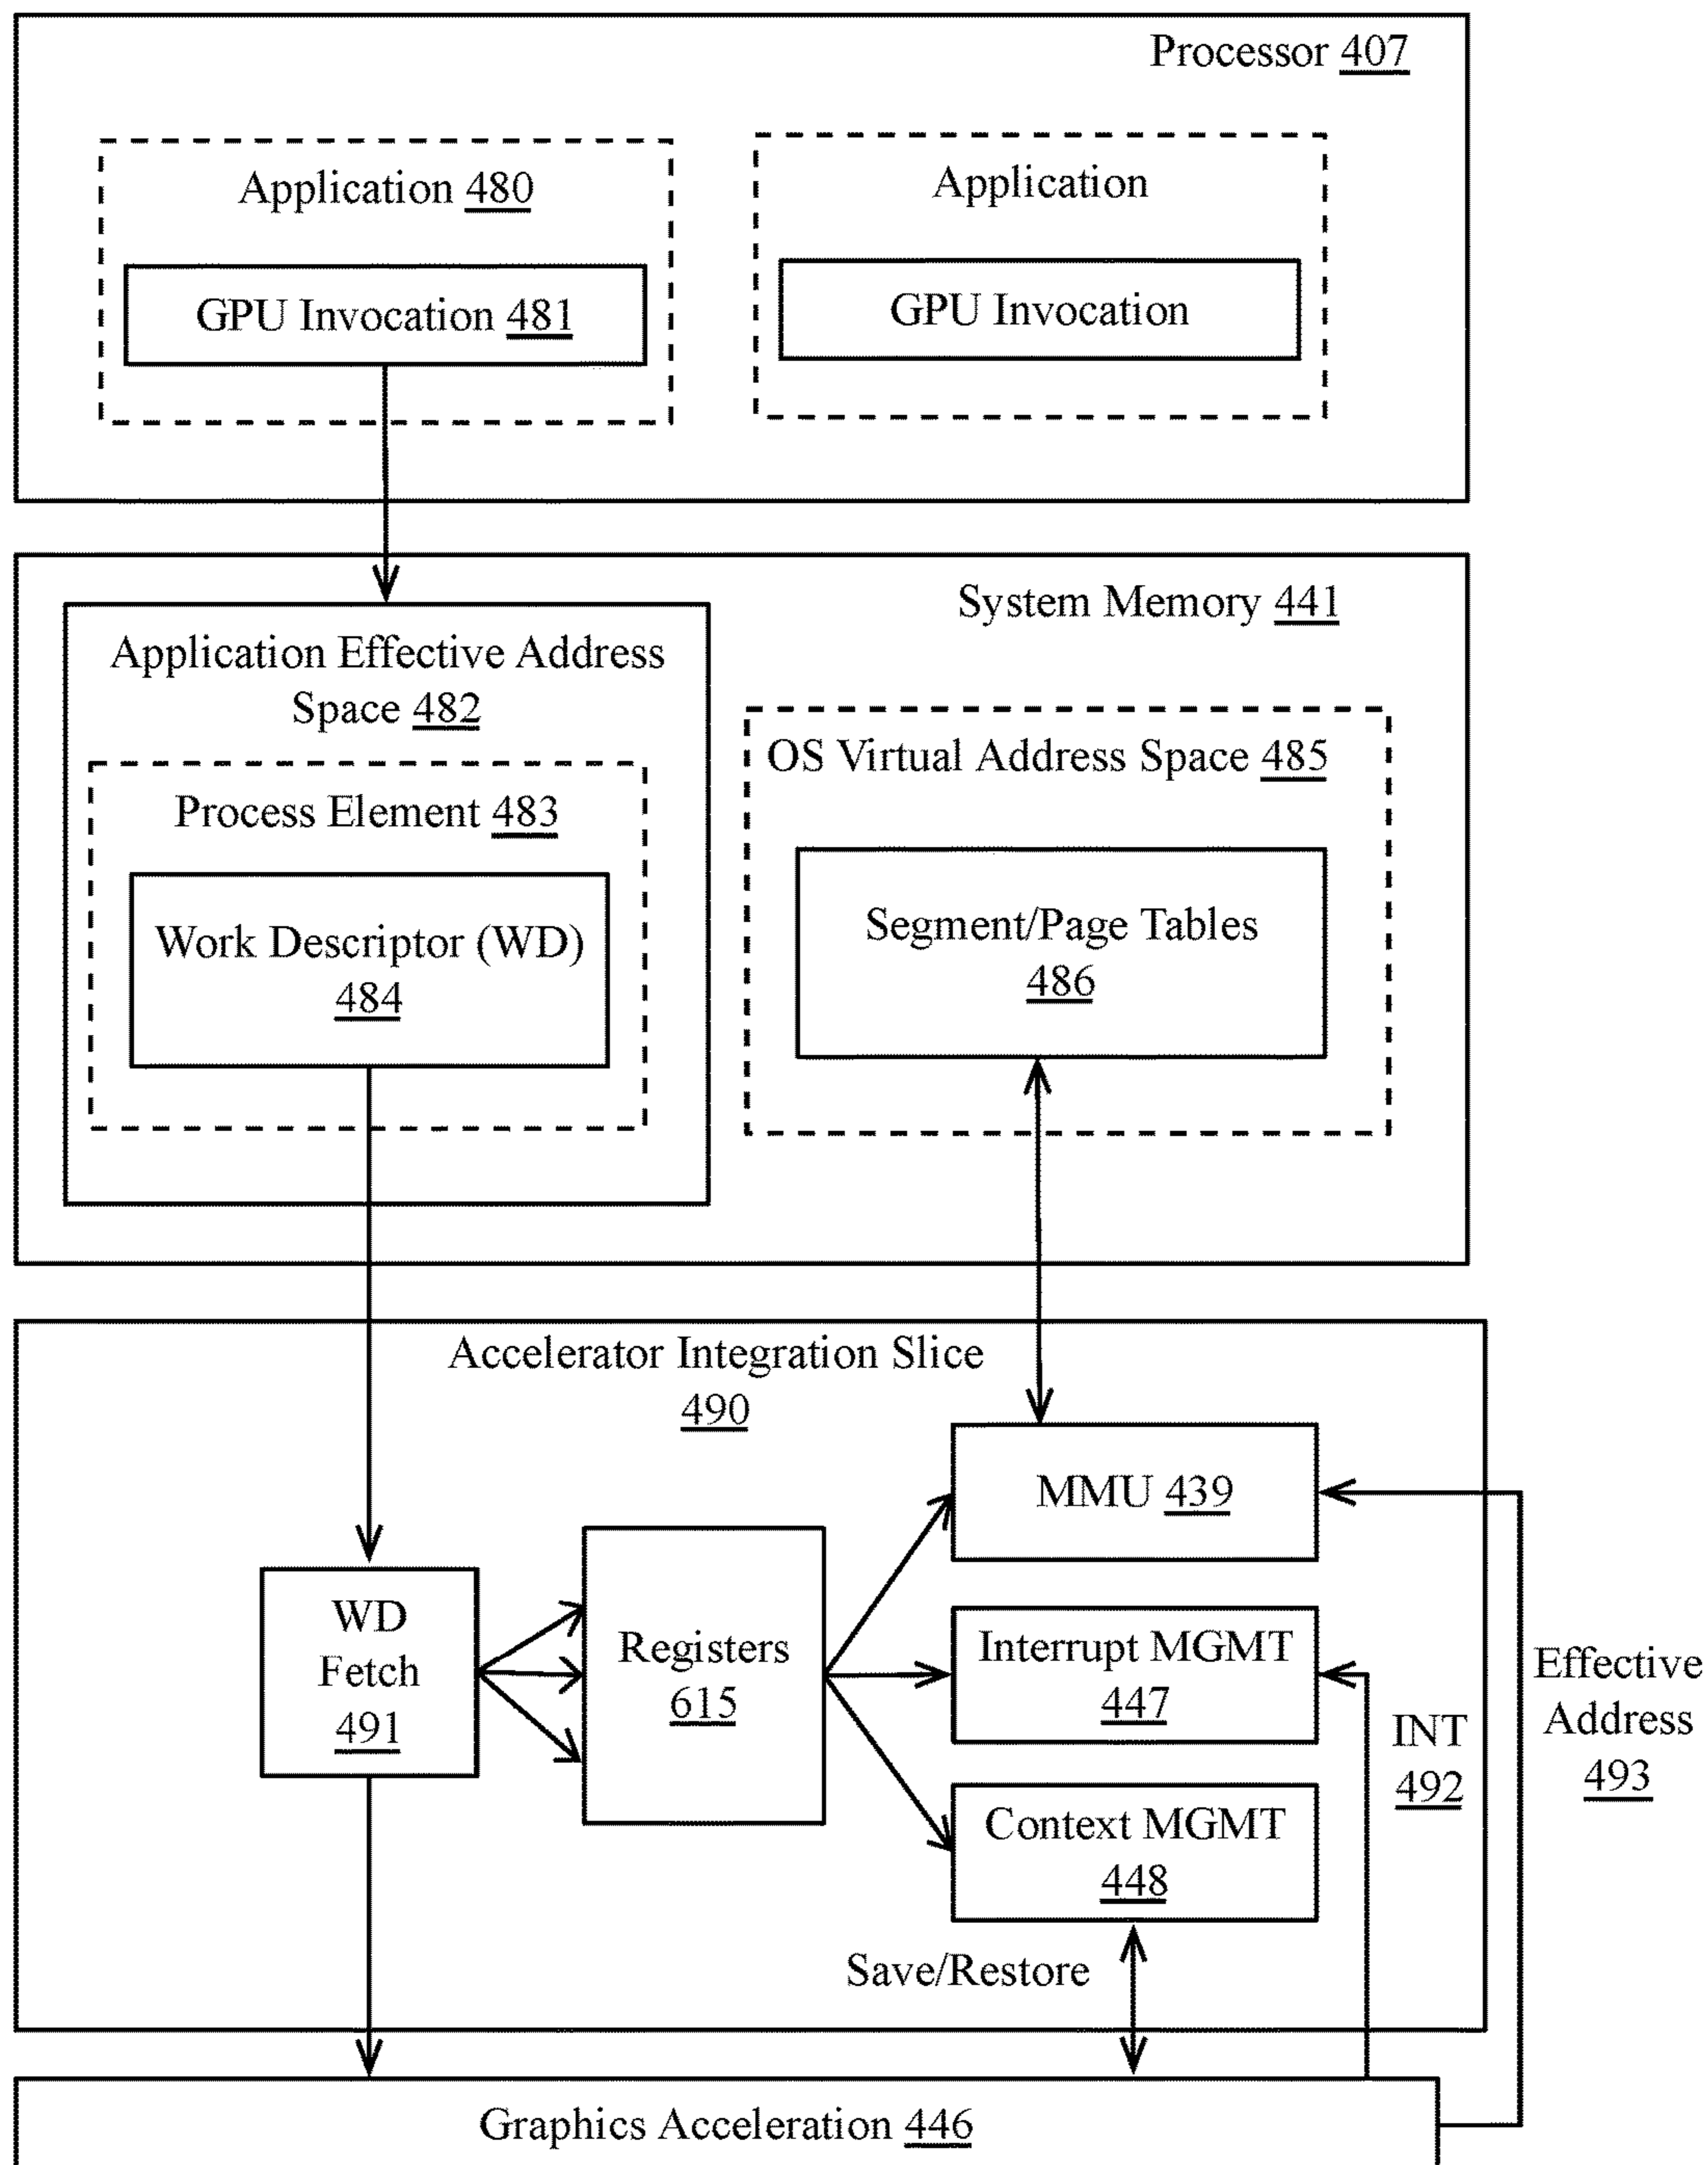 Processor 407
Application 480
GPU Invocation 481
Application
GPU Invocation
System Memory 441
Application Effective Address
Space 482
Process Element 483
Work Descriptor (WD)
484
OS Virtual Address Space 485
Segment/Page Tables
486
Accelerator Integration Slice
490
WD
Fetch
491
Registers
615
MMU 439
Interrupt MGMT
447
Context MGMT
448
Save/Restore
INT
492
Effective
Address
493
Graphics Acceleration 446